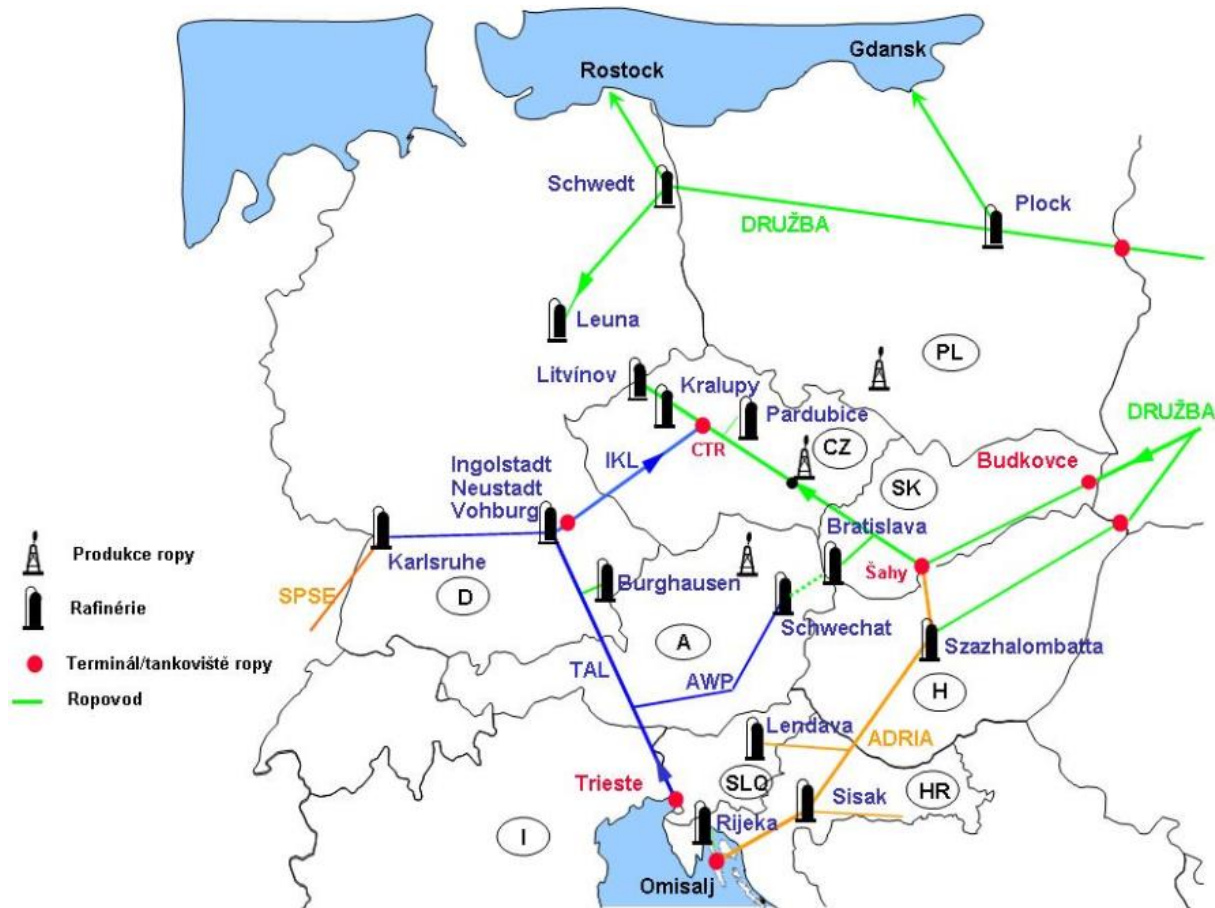 Gdansk
Rostock
Schwedt
Plock
DRUŽBA
Leuna
PL
Litvínov
Kralupy
Pardubice
DRUŽBA
CTR
CZ
Budkovce
IKL
SK
Ingolstadt
Neustadt
Vohburg
Bratislava
Karlsruhe
Šahy
SPSE
D
Burghausen
Schwechat
A
Szazhalombatta
TAL
AWP
H
Lendava
ADRIA
Trieste
SLO
HR
Sisak
Rijeka
I
Omisalj
Produkce ropy
Rafinérie
Terminál/tankoviště ropy
Ropovod